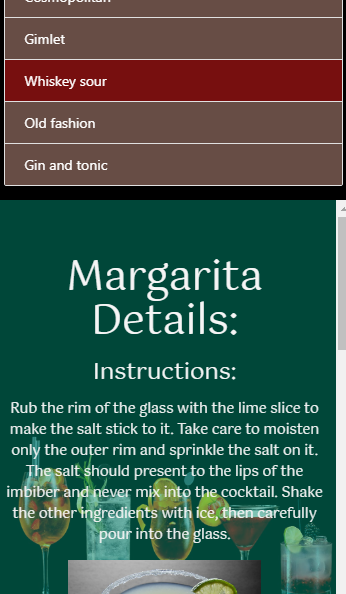 Cosmopolitan
Gimlet
Whiskey sour
Old fashion
Gin and tonic
Margarita
Details:
Instructions:
Rub the rim of the glass with the lime slice to
make the salt stick to it. Take care to moisten
only the outer rim and sprinkle the salt on it.
The salt should present to the lips of the
imbiber and never mix into the cocktail. Shake
the other ingredients with ice, then carefully
pour into the glass.